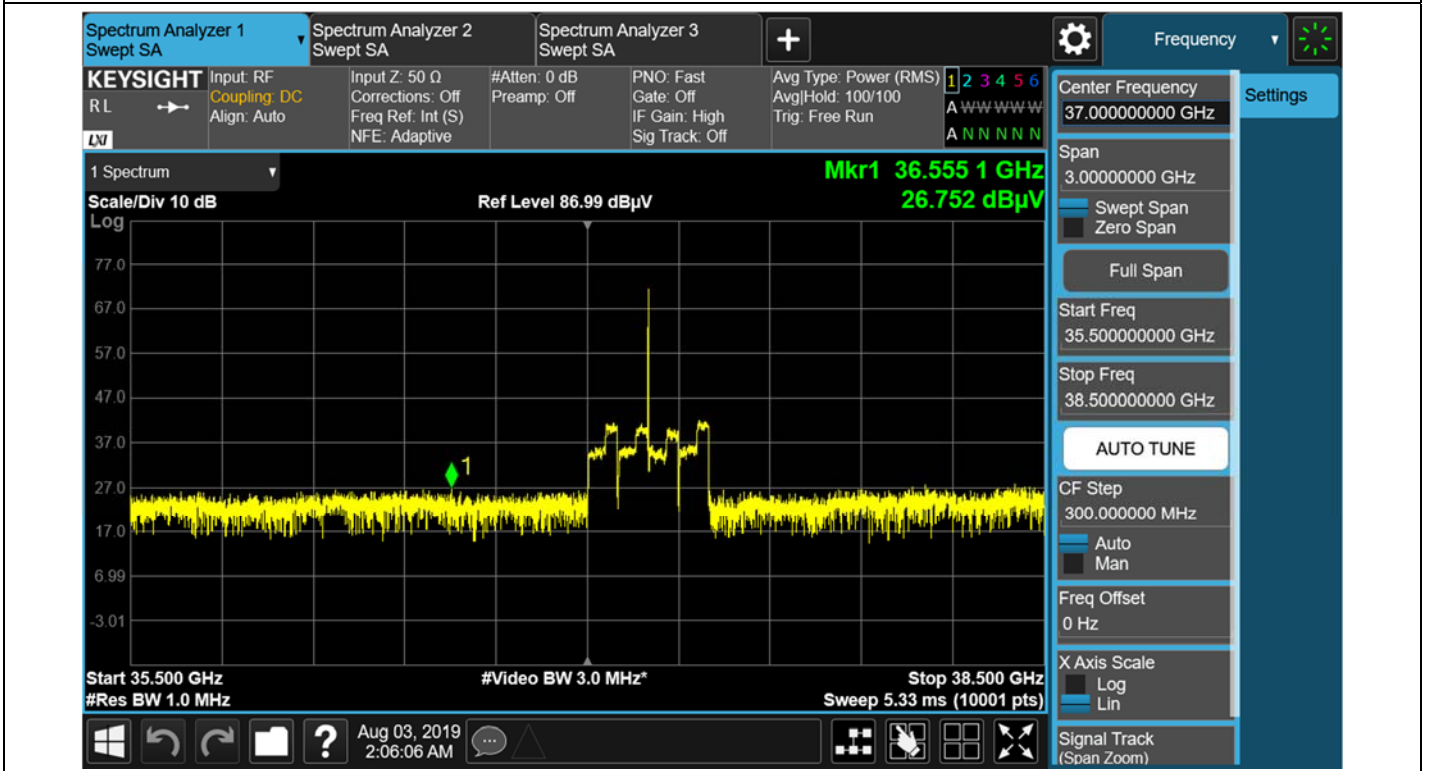 Spectrum Analyzer 1
Swept SA
Spectrum Analyzer 2
Swept SA
Spectrum Analyzer 3
Swept SA
+
Frequency
KEYSIGHT
RL
LXI
Input: RF
Coupling: DC
Align: Auto
Input Z: 50 Ω
Corrections: Off
Freq Ref: Int (S)
NFE: Adaptive
#Atten: 0 dB
Preamp: Off
PNO: Fast
Gate: Off
IF Gain: High
Sig Track: Off
Avg Type: Power (RMS)
Avg|Hold: 100/100
Trig: Free Run
1 2 3 4 5 6
A W W W W W
A N N N N N
1 Spectrum
Scale/Div 10 dB
Log
Ref Level 86.99 dBµV
Mkr1 36.555 1 GHz
26.752 dBµV
77.0
67.0
57.0
47.0
37.0
27.0
17.0
6.99
-3.01
1
Start 35.500 GHz
#Res BW 1.0 MHz
#Video BW 3.0 MHz*
Stop 38.500 GHz
Sweep 5.33 ms (10001 pts)
Center Frequency
37.000000000 GHz
Settings
Span
3.00000000 GHz
Swept Span
Zero Span
Full Span
Start Freq
35.500000000 GHz
Stop Freq
38.500000000 GHz
AUTO TUNE
CF Step
300.000000 MHz
Auto
Man
Freq Offset
0 Hz
X Axis Scale
Log
Lin
Signal Track
(Span Zoom)
?
Aug 03, 2019
2:06:06 AM